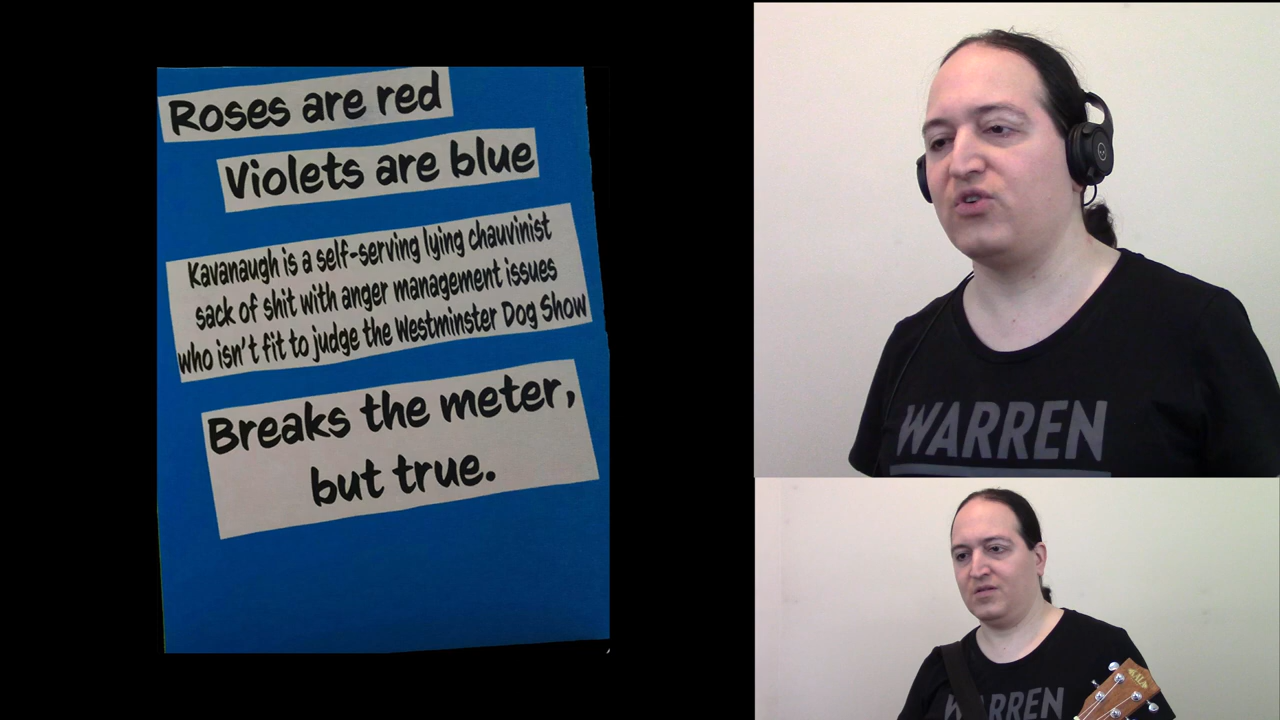 Roses are red
Violets are blue
Kavanaugh is a self-serving lying chauvinist
sack of shit with anger management issues
who isn't fit to judge the Westminster Dog Show
Breaks the meter,
but true.
WARREN
WARREN